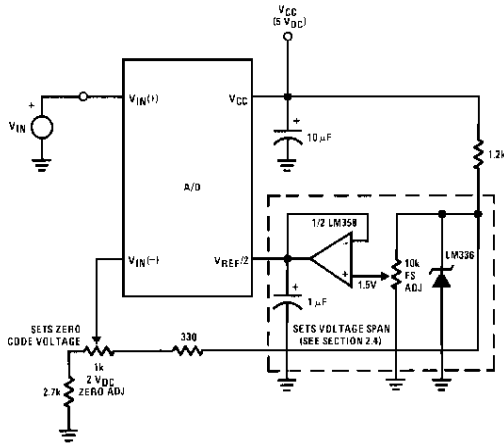 VCC
(5 VDC)
VIN(+)
VCC
+
VIN
+
10 µF
1.2k
A/D
1/2 LM358
-
+
LM336
VREF/2
10k
FS
ADJ
1.5V
VIN(−)
+
1 µF
SETS ZERO
CODE VOLTAGE
SETS VOLTAGE SPAN
(SEE SECTION 2.4)
330
1k
2 VDC
ZERO ADJ
2.7k